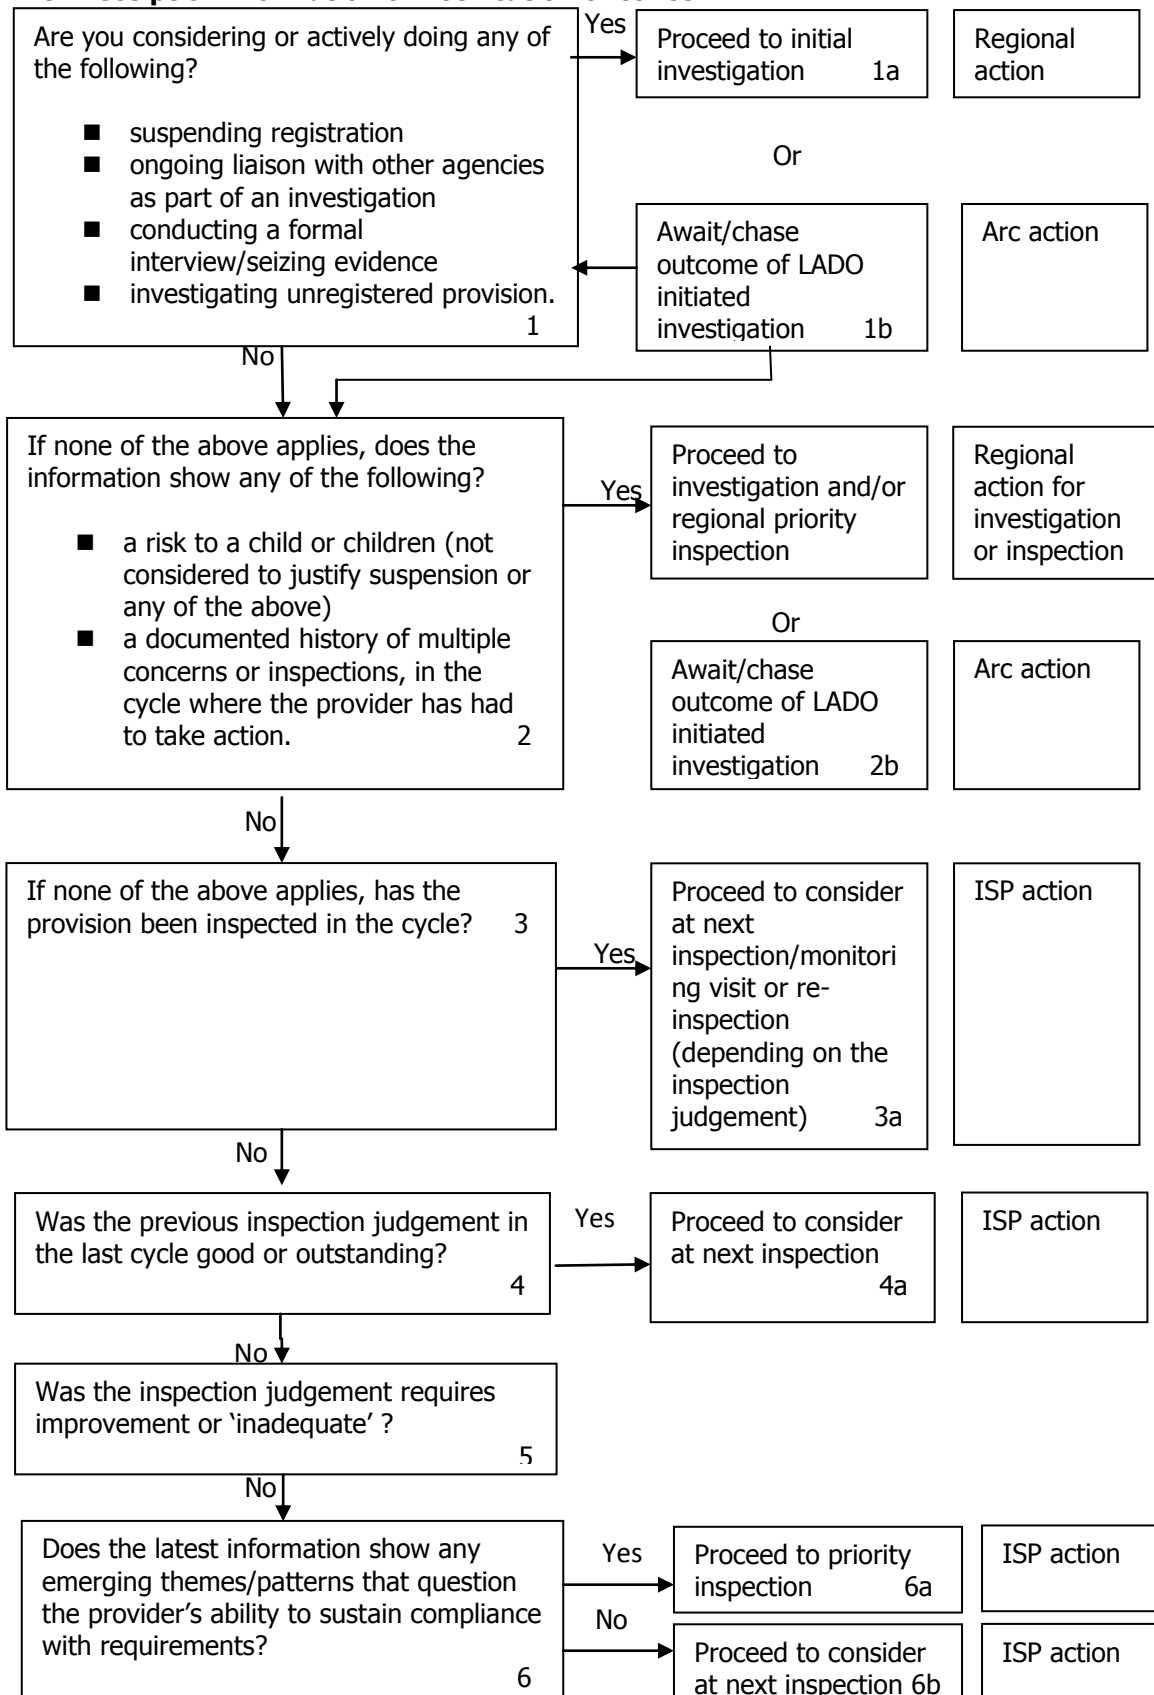 Are you considering or actively doing any of
the following?
■ suspending registration
■ ongoing liaison with other agencies
as part of an investigation
■ conducting a formal
interview/seizing evidence
■ investigating unregistered provision.
1
Yes
Proceed to initial
investigation 1a
Regional
action
Or
Await/chase
outcome of LADO
initiated
investigation 1b
Arc action
No
If none of the above applies, does the
information show any of the following?
■ a risk to a child or children (not
considered to justify suspension or
any of the above)
■ a documented history of multiple
concerns or inspections, in the
cycle where the provider has had
to take action. 2
Yes
Proceed to
investigation and/or
regional priority
inspection
Regional
action for
investigation
or inspection
Or
Await/chase
outcome of LADO
initiated
investigation 2b
Arc action
No
If none of the above applies, has the
provision been inspected in the cycle? 3
Yes
Proceed to consider
at next
inspection/monitori
ng visit or re-
inspection
(depending on the
inspection
judgement) 3a
ISP action
No
Was the previous inspection judgement in
the last cycle good or outstanding?
4
Yes
Proceed to consider
at next inspection
4a
ISP action
No
Was the inspection judgement requires
improvement or ‘inadequate’ ?
5
No
Does the latest information show any
emerging themes/patterns that question
the provider’s ability to sustain compliance
with requirements?
6
Yes
Proceed to priority
inspection 6a
ISP action
No
Proceed to consider
at next inspection 6b
ISP action